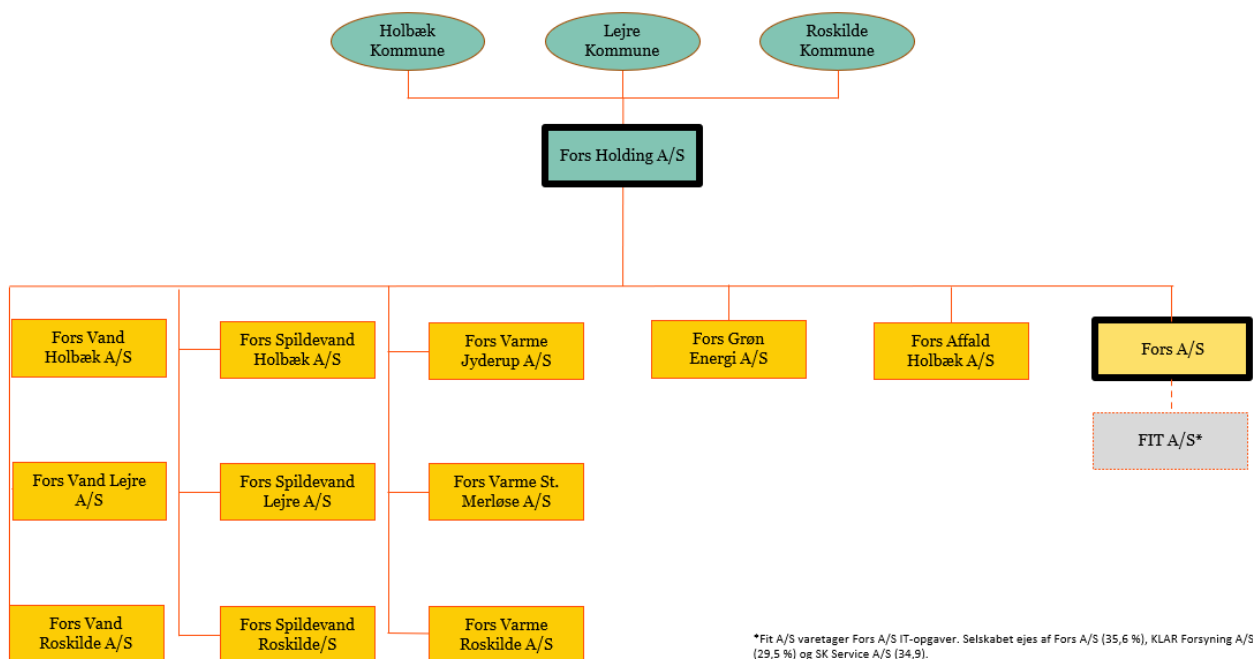 Holbæk
Kommune
Lejre
Kommune
Roskilde
Kommune
Fors Holding A/S
Fors Vand
Holbæk A/S
Fors Spildevand
Holbæk A/S
Fors Varme
Jyderup A/S
Fors Grøn
Energi A/S
Fors Affald
Holbæk A/S
Fors A/S
FIT A/S*
Fors Vand Lejre
A/S
Fors Spildevand
Lejre A/S
Fors Varme St.
Merløse A/S
Fors Vand
Roskilde A/S
Fors Spildevand
Roskilde/S
Fors Varme
Roskilde A/S
*Fit A/S varetager Fors A/S IT-opgaver. Selskabet ejes af Fors A/S (35,6 %), KLAR Forsyning A/S
(29,5 %) og SK Service A/S (34,9).